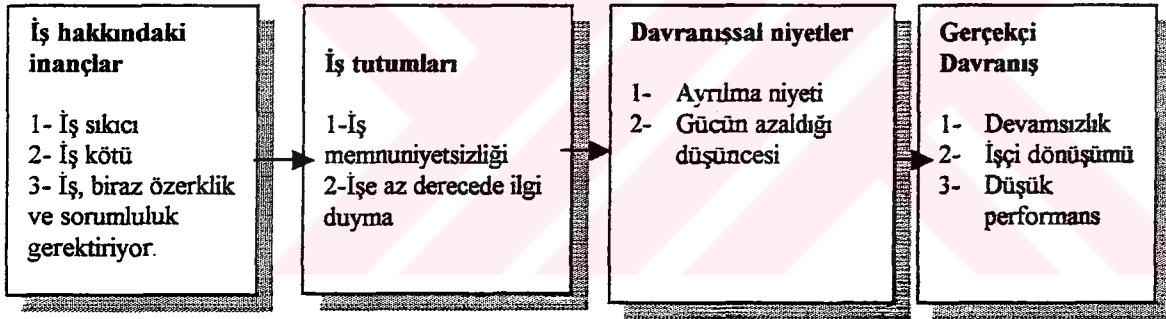 İş hakkındaki
inançlar
1- İş sıkıcı
2- İş kötü
3- İş, biraz özerklik
ve sorumluluk
gerektiriyor.
İş tutumları
1-İş
memnuniyetsizliği
2-İşe az derecede ilgi
duyma
Davranışsal niyetler
1- Ayrılma niyeti
2- Gücün azaldığı
düşüncesi
Gerçekçi
Davranış
1- Devamsızlık
2- İşçi dönüşümü
3- Düşük
performans